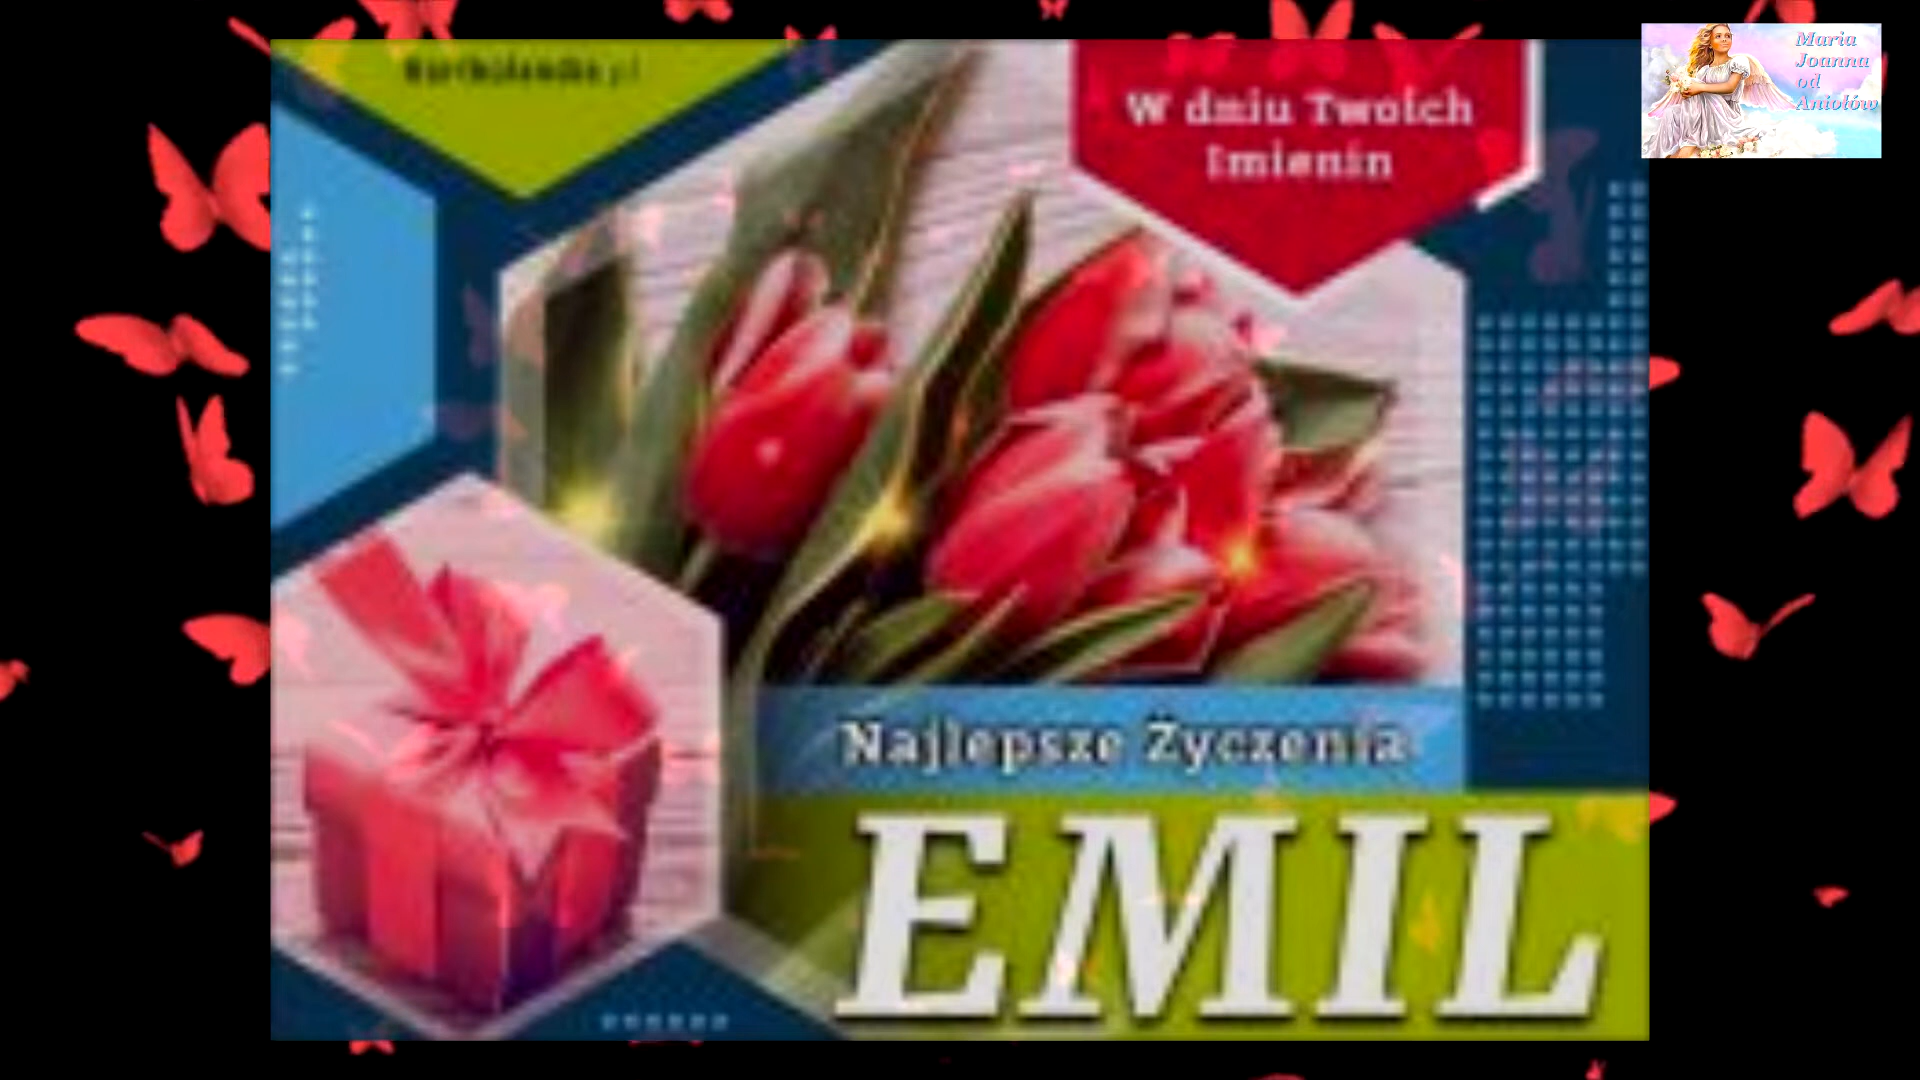 W dniu Twoich
Imienin
Maria
Joanna
od
Aniołów
Najlepsze Życzenia
EMIL